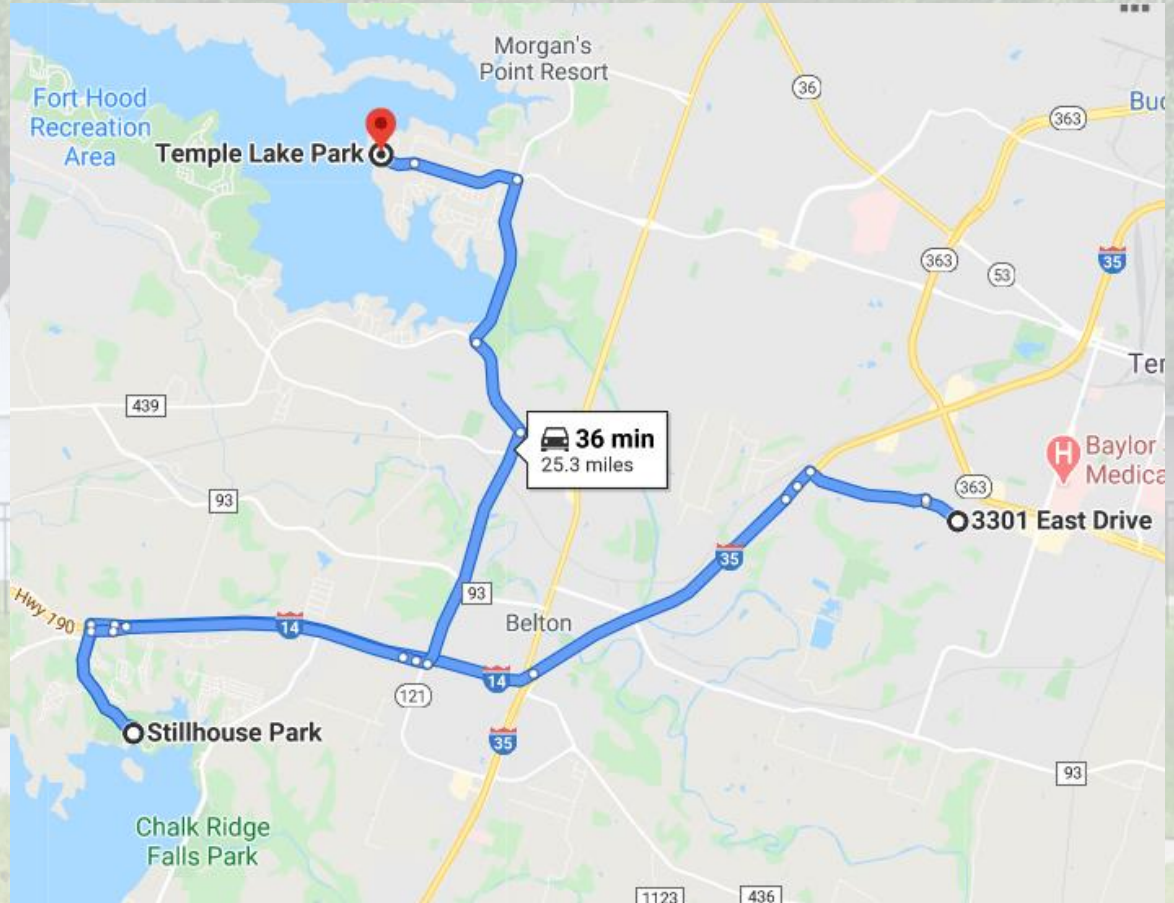 Morgan's
Point Resort
36
363
Fort Hood
Recreation
Area
Temple Lake Park
363
53
35
439
36 min
25.3 miles
H
Baylor
Medica
93
363
3301 East Drive
35
93
Hwy 190
14
Belton
14
121
35
Stillhouse Park
93
Chalk Ridge
Falls Park
1123
436